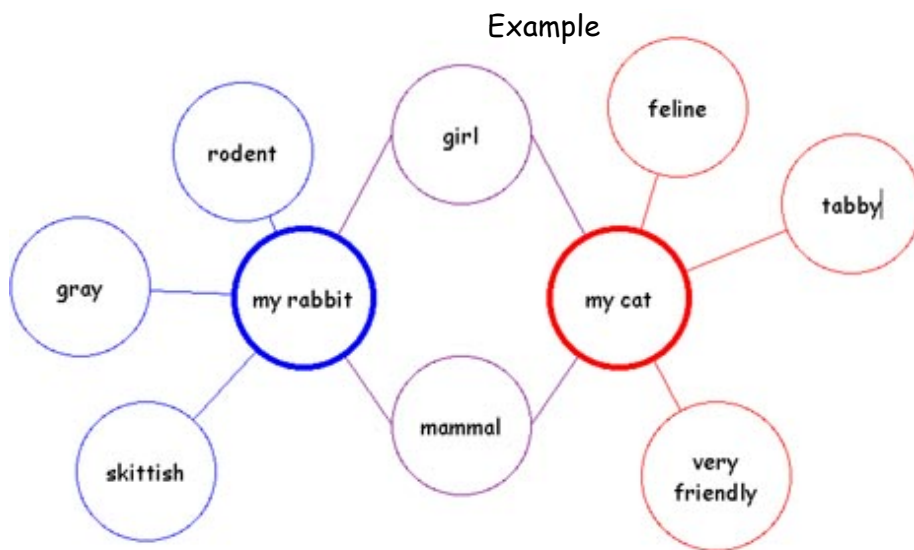 Example
feline
girl
rodent
tabby
gray
my rabbit
my cat
mammal
skittish
very
friendly